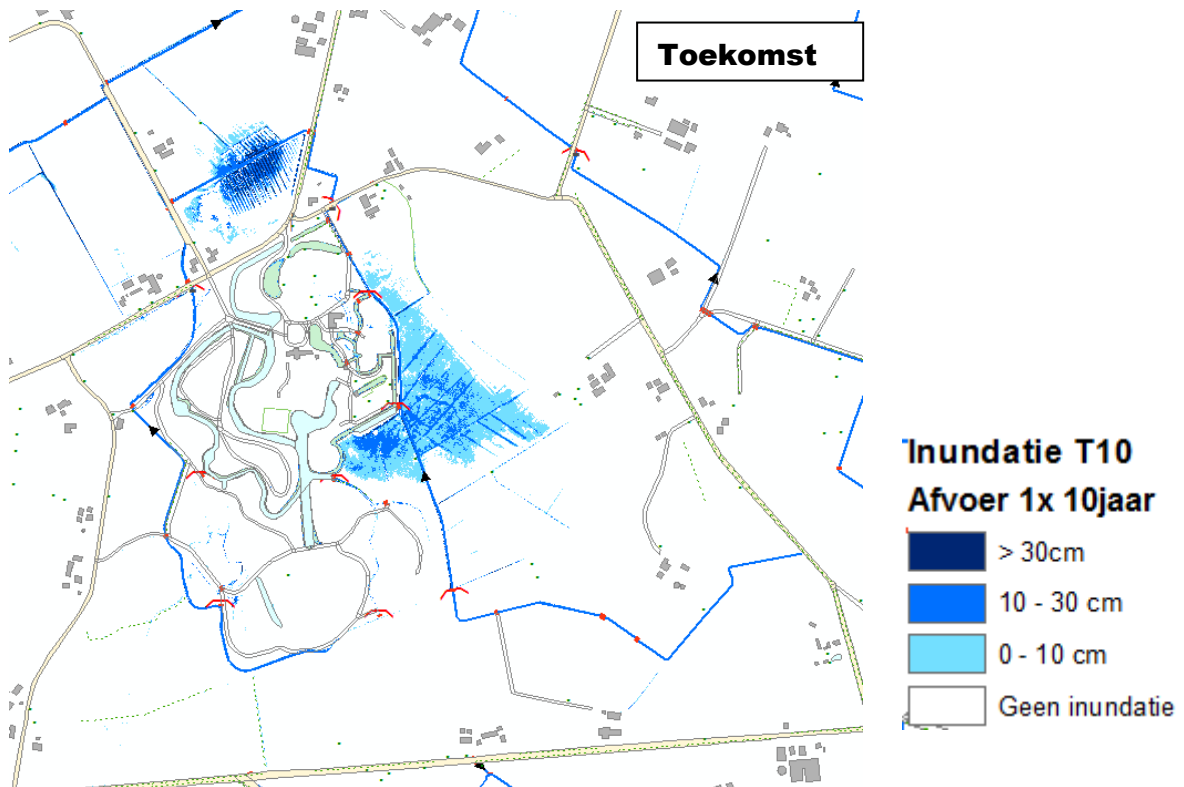 Toekomst
Inundatie T10
Afvoer 1x 10jaar
> 30cm
10 - 30 cm
0 - 10 cm
Geen inundatie